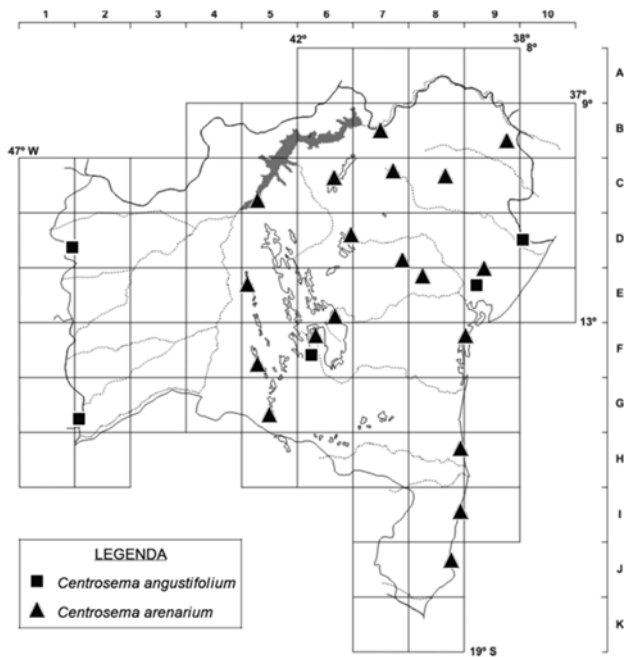 1 2 3 4 5 6 7 8 9 10
42° 38°
8°
A
37°
9°
B
47° W
C
D
E
13°
F
G
H
I
LEGENDA
Centrosema angustifolium
J
Centrosema arenarium
K
19° S